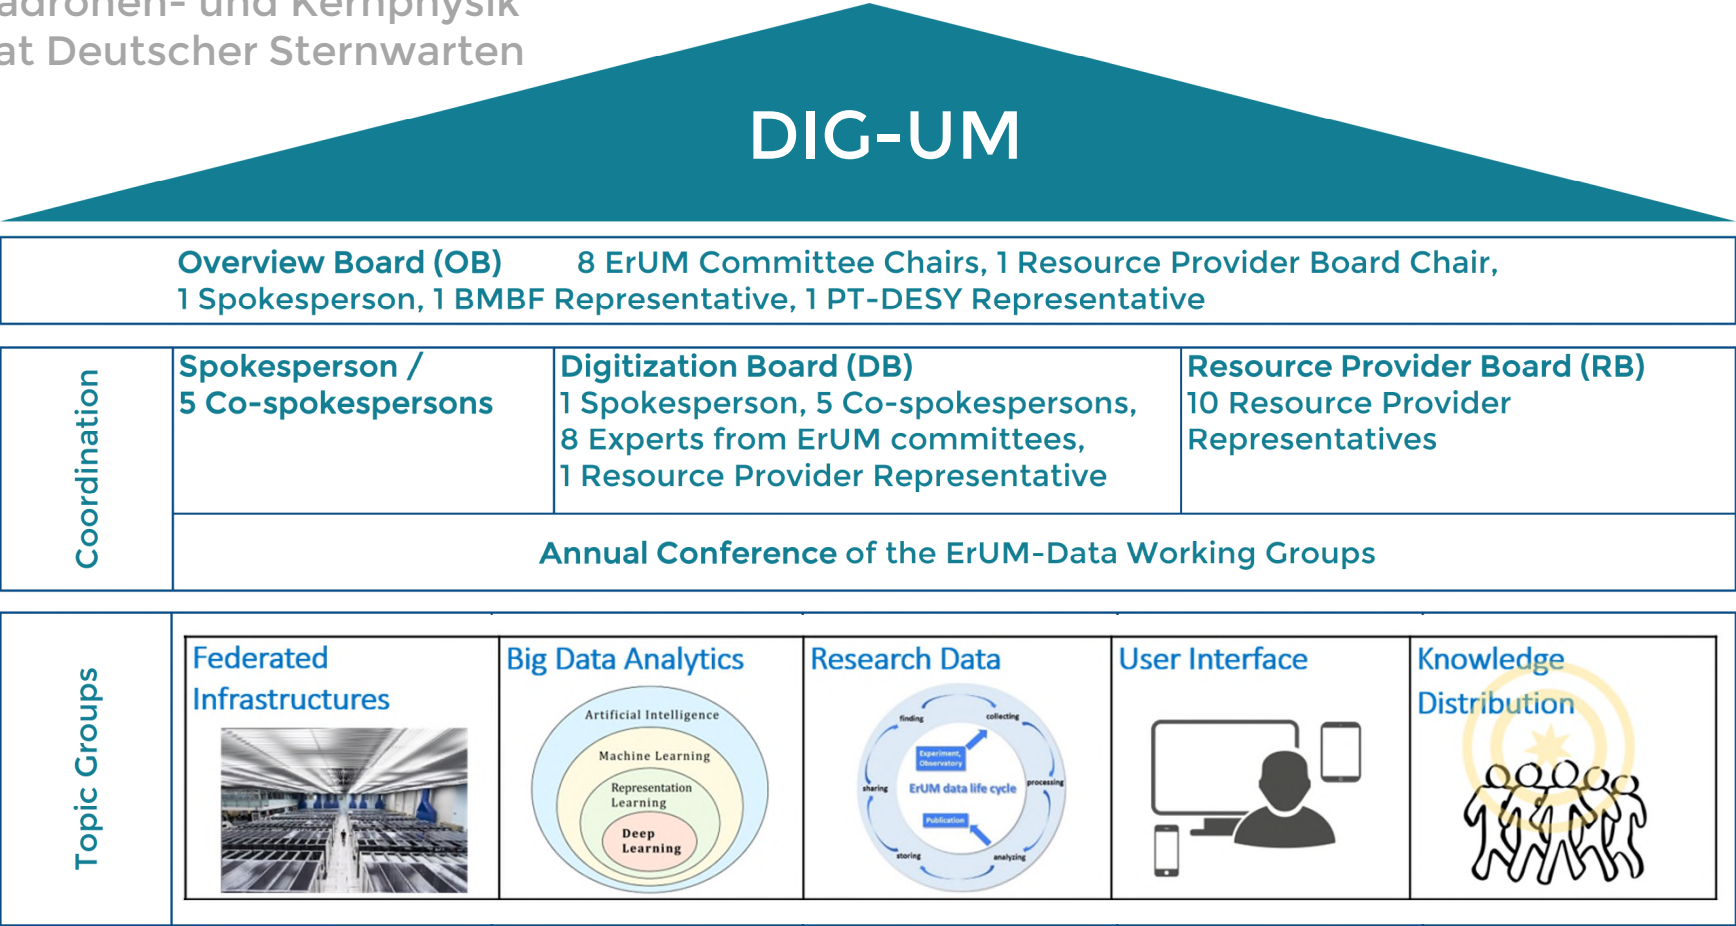 adronen- und Kernphysik
at Deutscher Sternwarten
DIG-UM
Overview Board (OB) 8 ErUM Committee Chairs, 1 Resource Provider Board Chair,
1 Spokesperson, 1 BMBF Representative, 1 PT-DESY Representative
Coordination
Spokesperson /
5 Co-spokespersons
Digitization Board (DB)
1 Spokesperson, 5 Co-spokespersons,
8 Experts from ErUM committees,
1 Resource Provider Representative
Resource Provider Board (RB)
10 Resource Provider
Representatives
Annual Conference of the ErUM-Data Working Groups
Topic Groups
Federated
Infrastructures
Big Data Analytics
Artificial Intelligence
Machine Learning
Representation
Learning
Deep
Learning
Research Data
finding
collecting
Experiment,
Observatory
sharing
ErUM data life cycle
processing
Publication
storing
analyzing
User Interface
Knowledge
Distribution